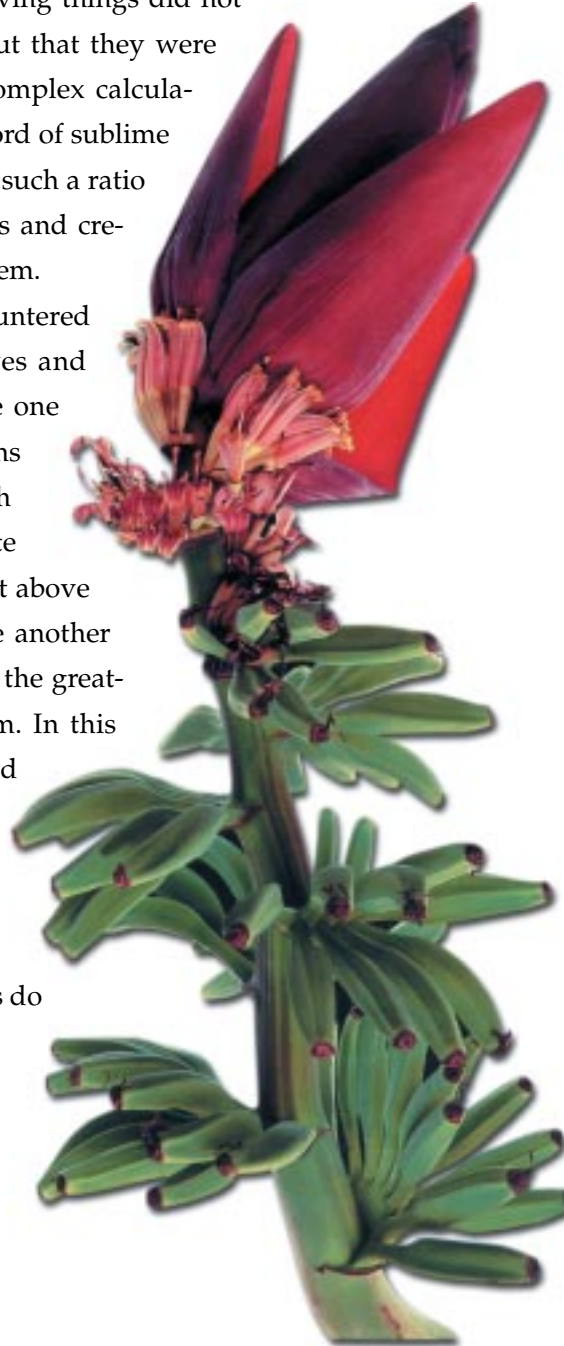 ving things did not
ut that they were
omplex calcula-
ord of sublime
such a ratio
s and cre-
em.
untered
es and
e one
ns
h
te
t above
e another
the great-
m. In this
d
s do